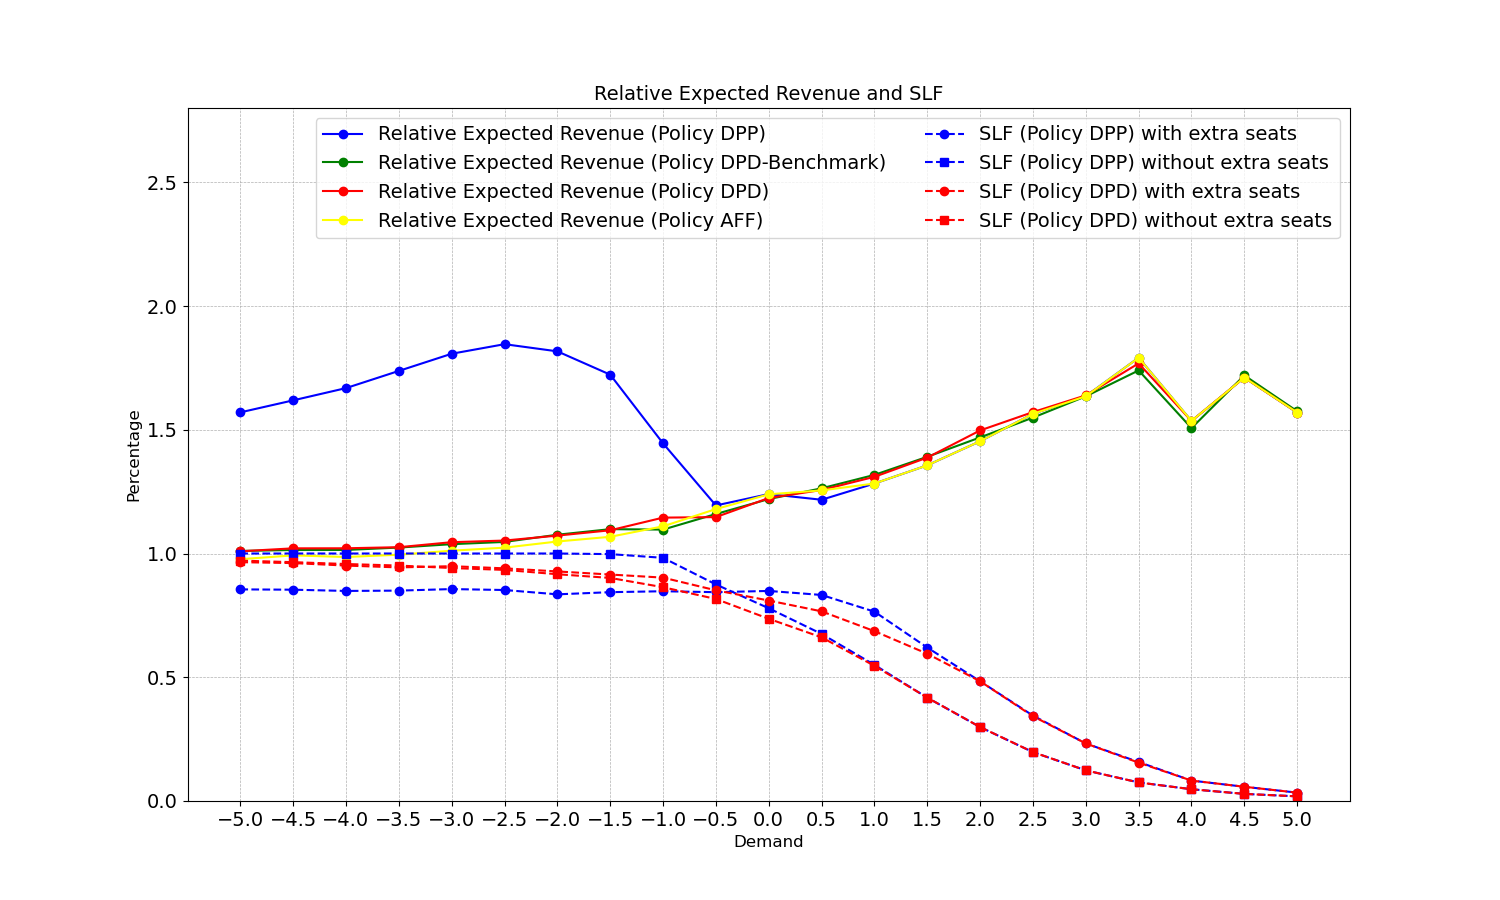 Relative Expected Revenue and SLF
Relative Expected Revenue (Policy DPP)
Relative Expected Revenue (Policy DPD-Benchmark)
Relative Expected Revenue (Policy DPD)
Relative Expected Revenue (Policy AFF)
SLF (Policy DPP) with extra seats
SLF (Policy DPP) without extra seats
SLF (Policy DPD) with extra seats
SLF (Policy DPD) without extra seats
Percentage
2.5
2.0
1.5
1.0
0.5
0.0
−5.0 −4.5 −4.0 −3.5 −3.0 −2.5 −2.0 −1.5 −1.0 −0.5 0.0 0.5 1.0 1.5 2.0 2.5 3.0 3.5 4.0 4.5 5.0
Demand